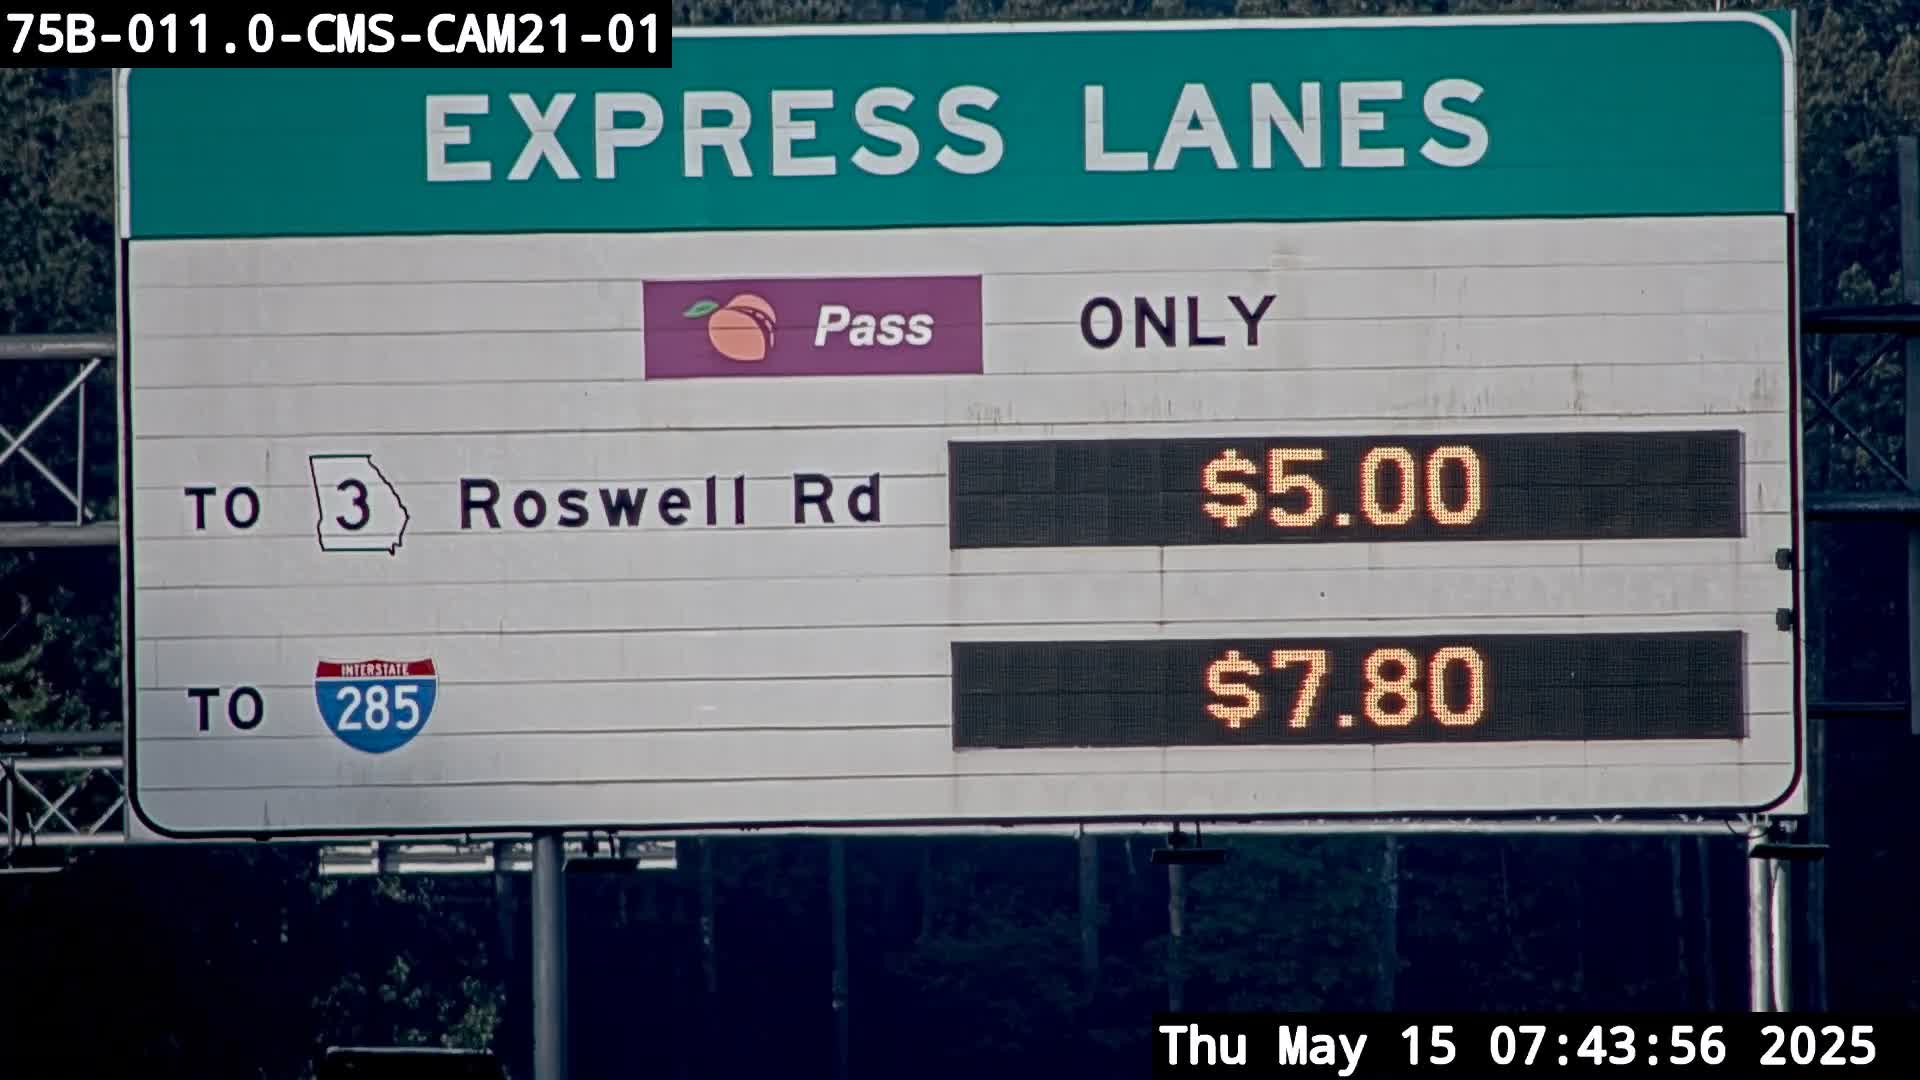 75B-011.0-CMS-CAM21-01
EXPRESS LANES
Pass ONLY
TO 3 Roswell Rd $5.00
TO INTERSTATE 285 $7.80
Thu May 15 07:43:56 2025